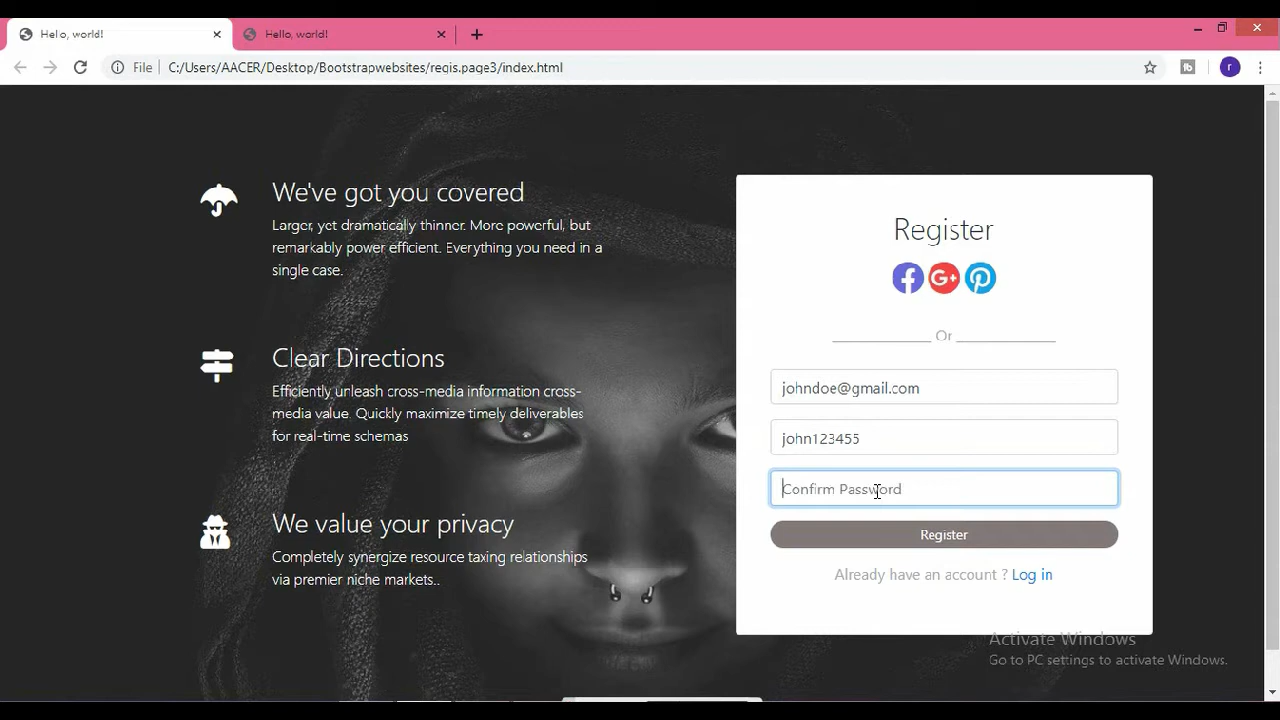 Hello, world!
Hello, world!
File
C:/Users/AACER/Desktop/Bootstrapwebsites/regis.page3/index.html
r
We've got you covered
Larger, yet dramatically thinner. More powerful, but
remarkably power efficient. Everything you need in a
single case.
Clear Directions
Efficiently unleash cross-media information cross-
media value. Quickly maximize timely deliverables
for real-time schemas
We value your privacy
Completely synergize resource taxing relationships
via premier niche markets..
Register
f G+
Or
johndoe@gmail.com
john123455
Confirm Password
Register
Already have an account ? Log in
Activate Windows
Go to PC settings to activate Windows.